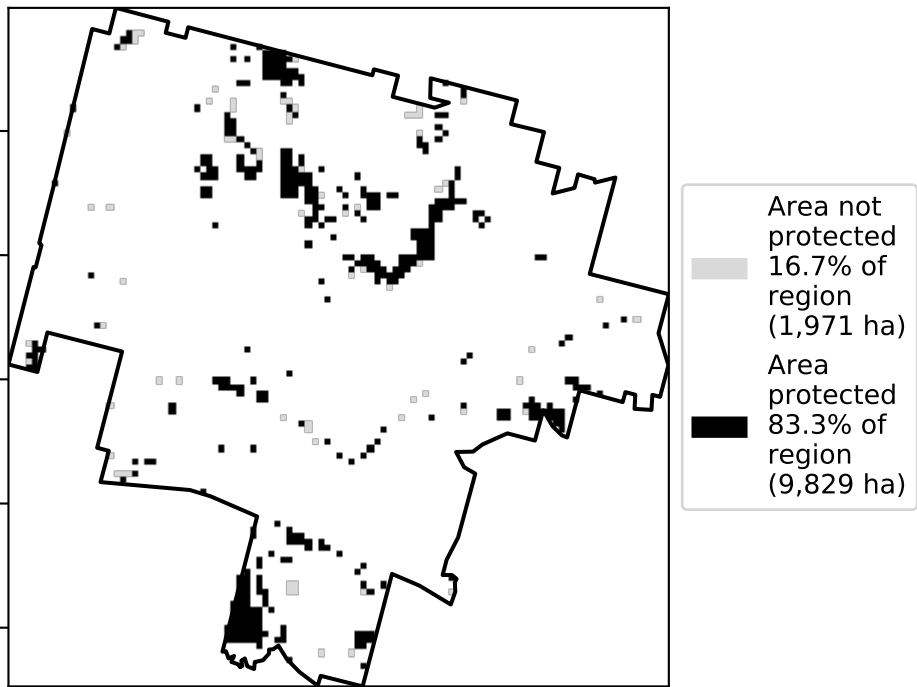 Area not
protected
16.7% of
region
(1,971 ha)
Area
protected
83.3% of
region
(9,829 ha)